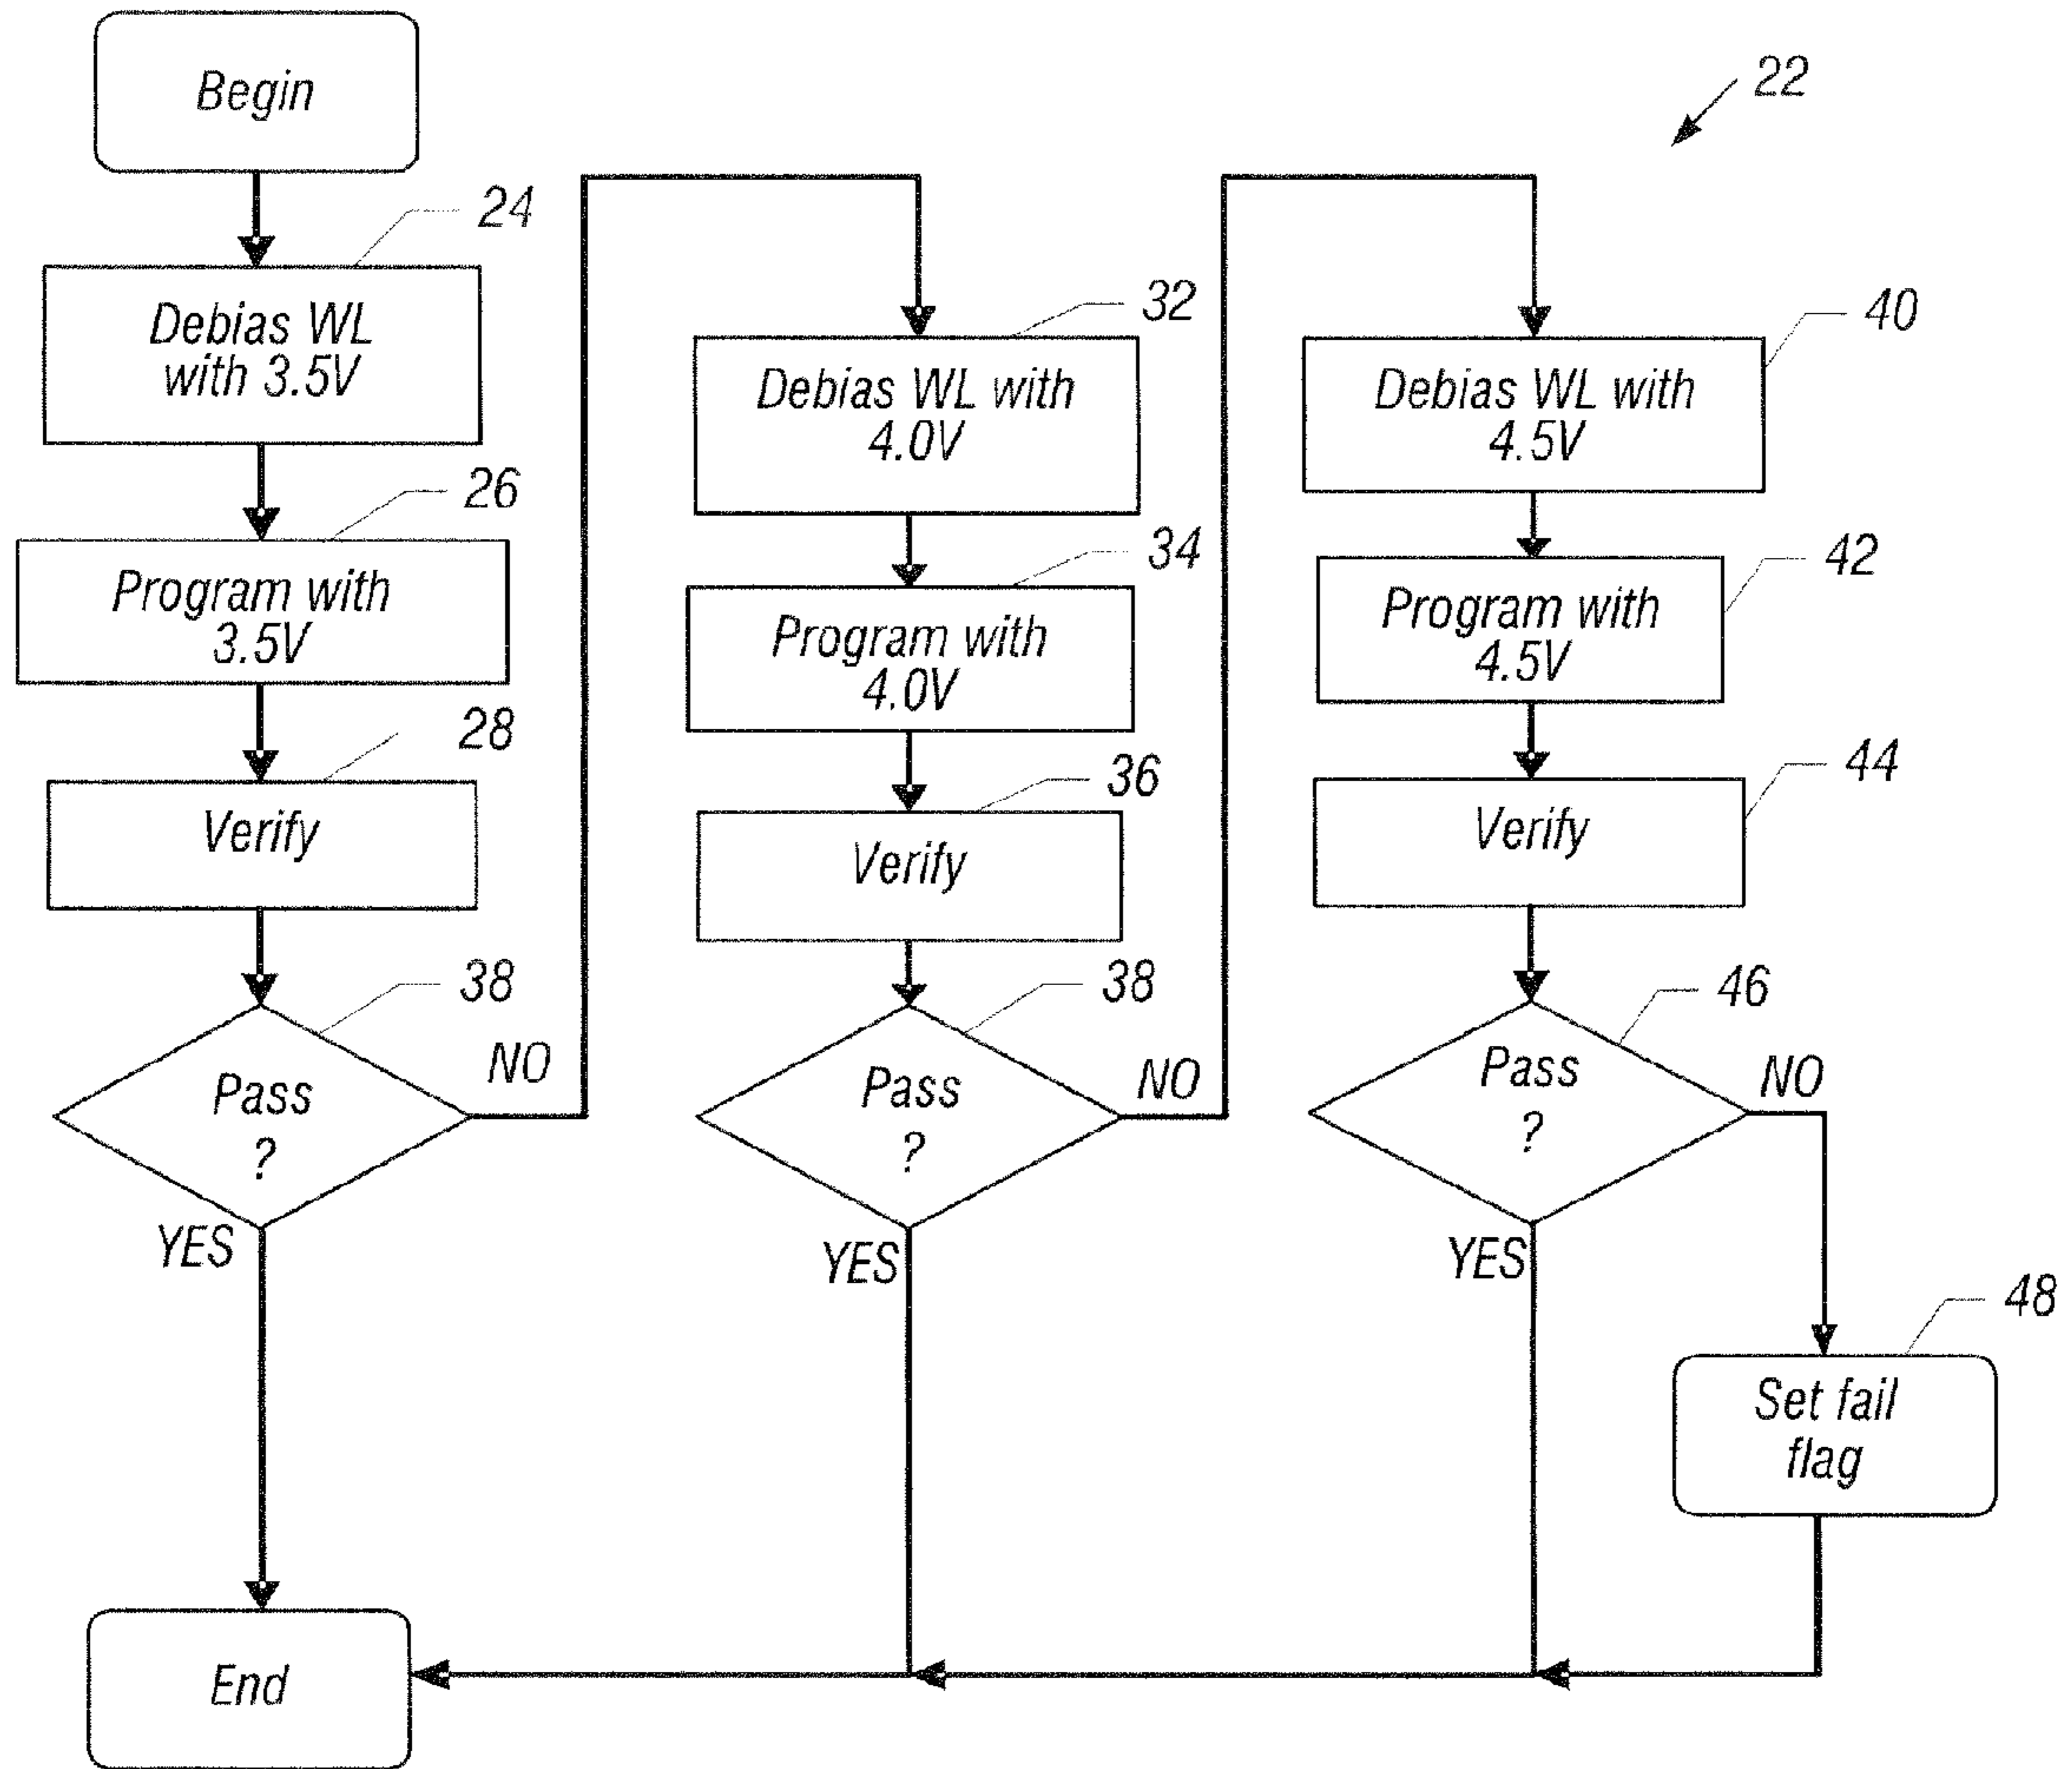 Begin
22
24
Debias WL
with 3.5V
26
Program with
3.5V
28
Verify
38
Pass
?
NO
YES
End
32
Debias WL with
4.0V
34
Program with
4.0V
36
Verify
38
Pass
?
NO
YES
40
Debias WL with
4.5V
42
Program with
4.5V
44
Verify
46
Pass
?
NO
YES
48
Set fail
flag